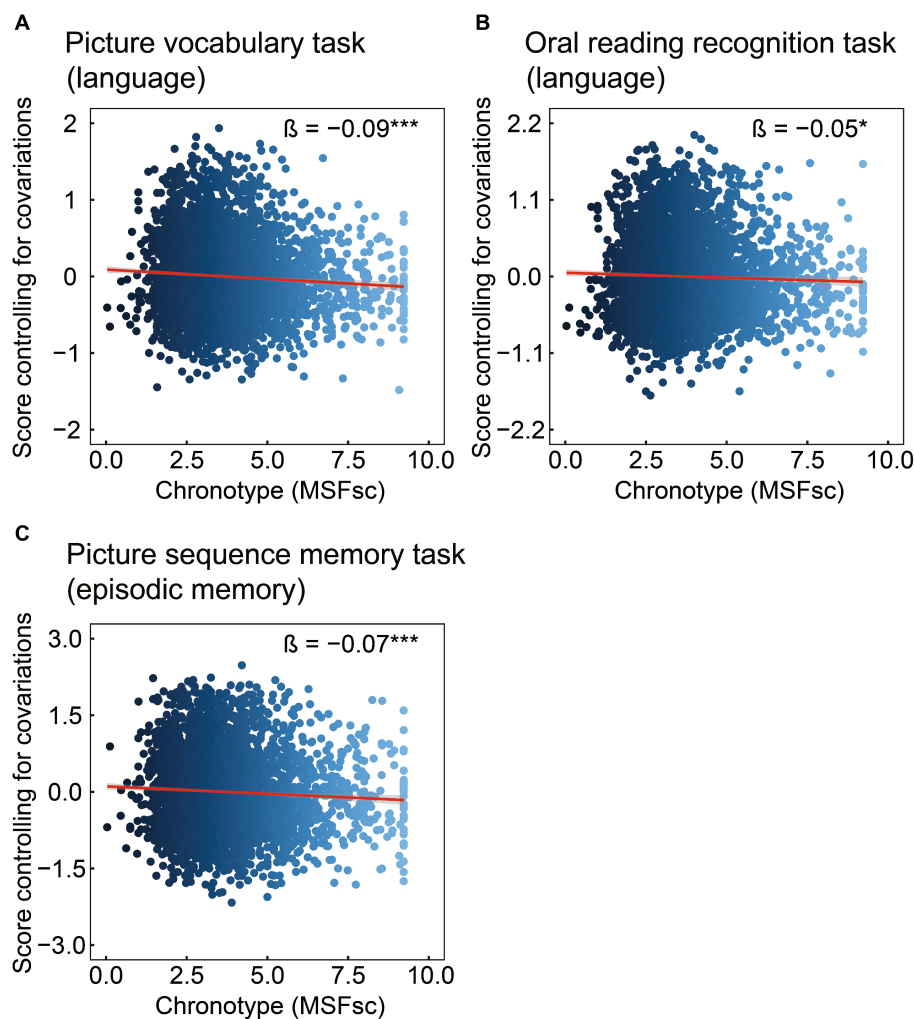 A
Picture vocabulary task
(language)
ß = −0.09***
Score controlling for covariations
2
1
0
−1
−2
0.0 2.5 5.0 7.5 10.0
Chronotype (MSFsc)
B
Oral reading recognition task
(language)
ß = −0.05*
Score controlling for covariations
2.2
1.1
0.0
−1.1
−2.2
0.0 2.5 5.0 7.5 10.0
Chronotype (MSFsc)
C
Picture sequence memory task
(episodic memory)
ß = −0.07***
Score controlling for covariations
3.0
1.5
0.0
−1.5
−3.0
0.0 2.5 5.0 7.5 10.0
Chronotype (MSFsc)